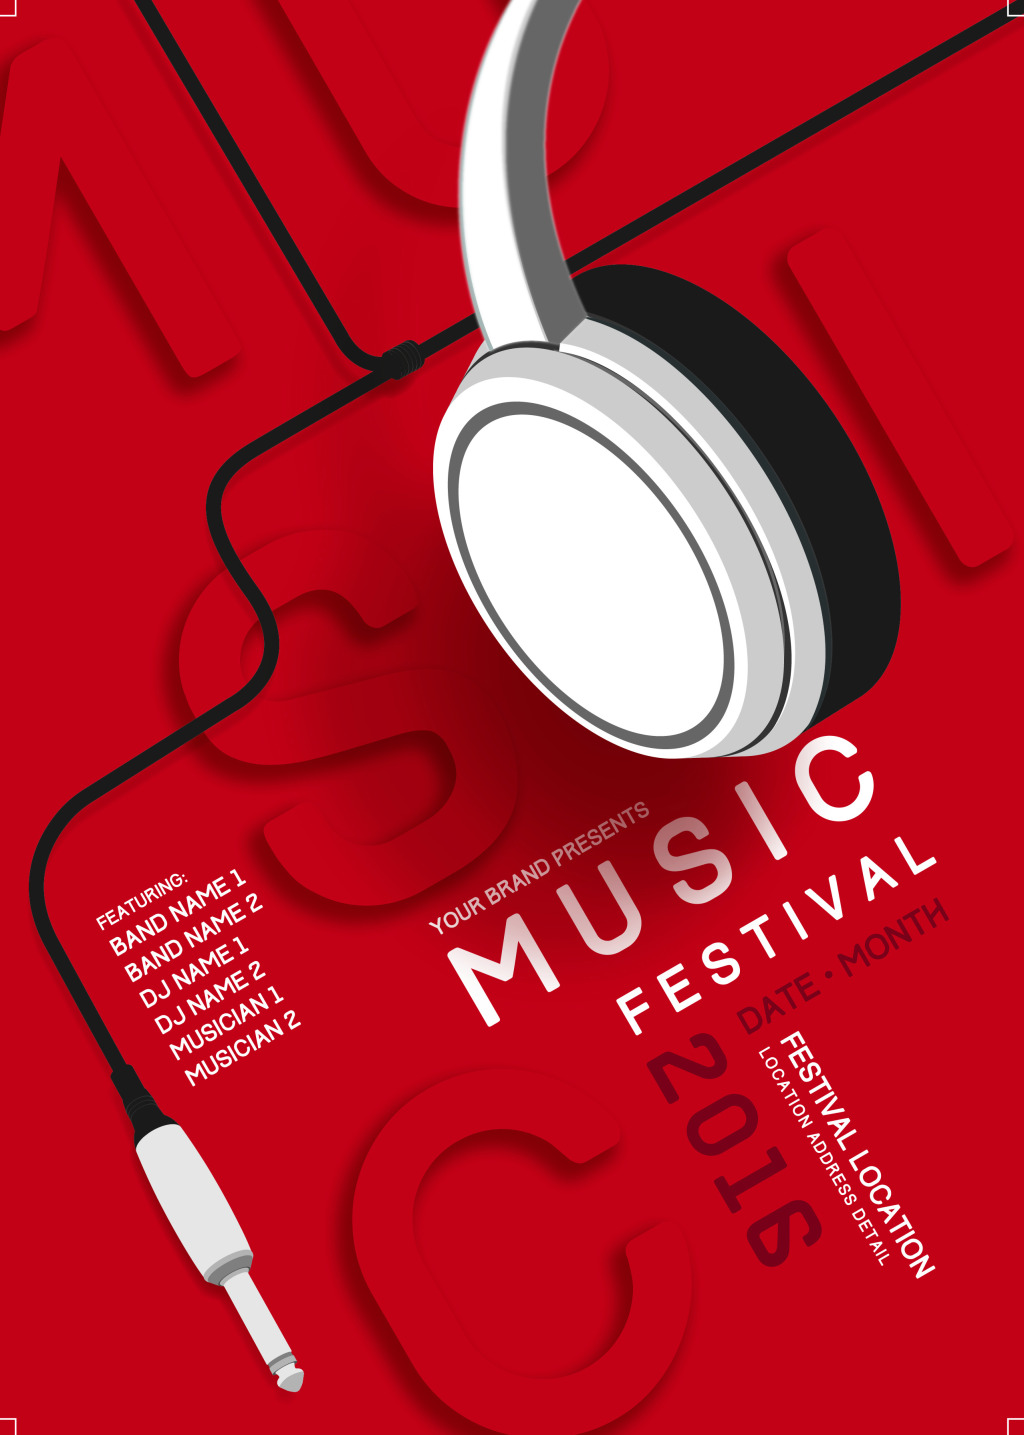 MUSIC
YOUR BRAND PRESENTS
MUSIC
FESTIVAL
DATE • MONTH
2016
FESTIVAL LOCATION
LOCATION ADDRESS DETAIL
FEATURING:
BAND NAME 1
BAND NAME 2
DJ NAME 1
DJ NAME 2
MUSICIAN 1
MUSICIAN 2